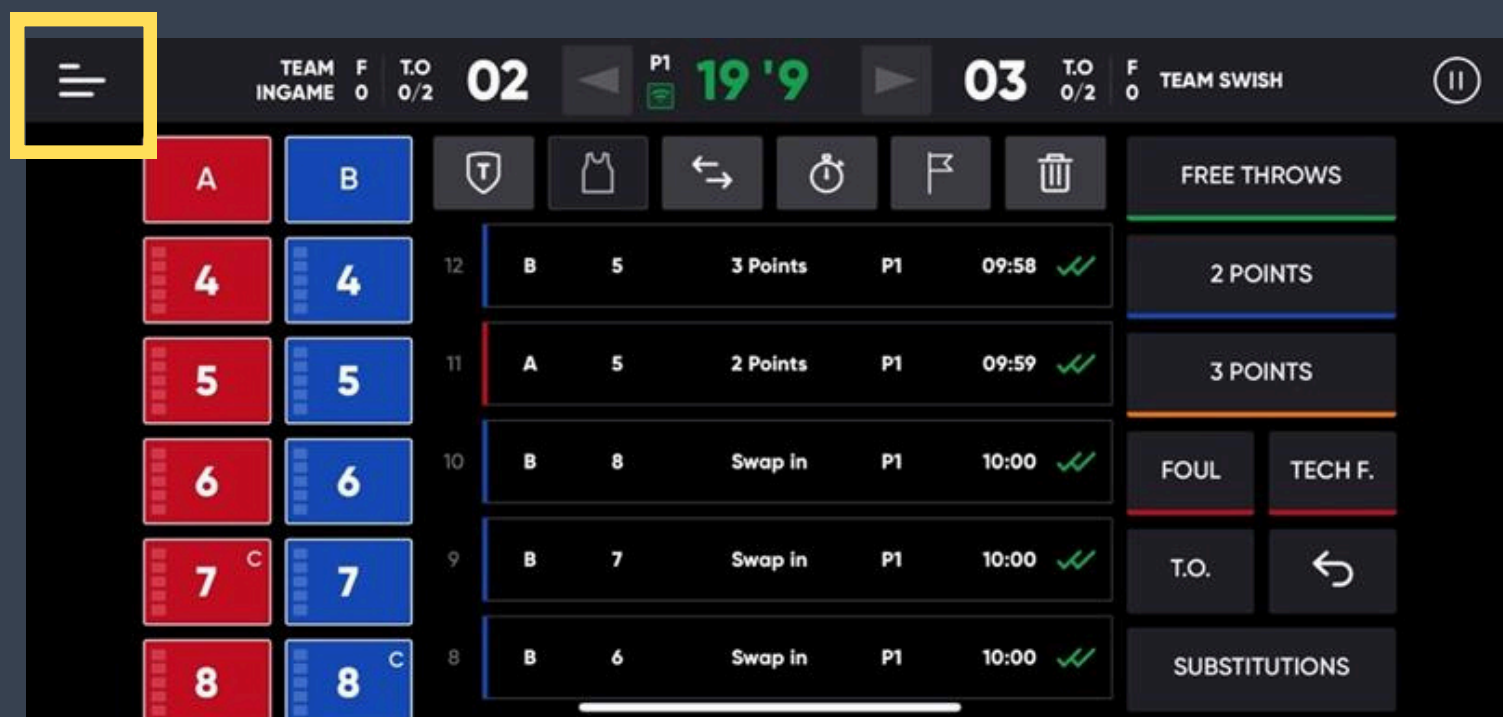 TEAM INGAME F 0 T.O 0/2 02 P1 19 '9 03 T.O 0/2 F 0 TEAM SWISH
A B T FREE THROWS
4 4 12 B 5 3 Points P1 09:58 2 POINTS
5 5 11 A 5 2 Points P1 09:59 3 POINTS
6 6 10 B 8 Swap in P1 10:00 FOUL TECH F.
7 C 7 9 B 7 Swap in P1 10:00 T.O.
8 8 C 8 B 6 Swap in P1 10:00 SUBSTITUTIONS